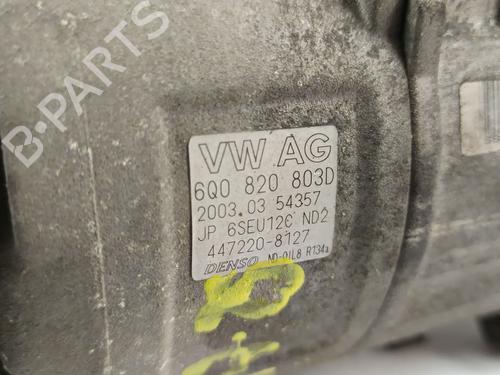 B-PARTS
VW AG
6Q0 820 803D
2003.03 54357
JP 6SEU12C ND2
447220-8127
DENSO ND-OIL8 R134a